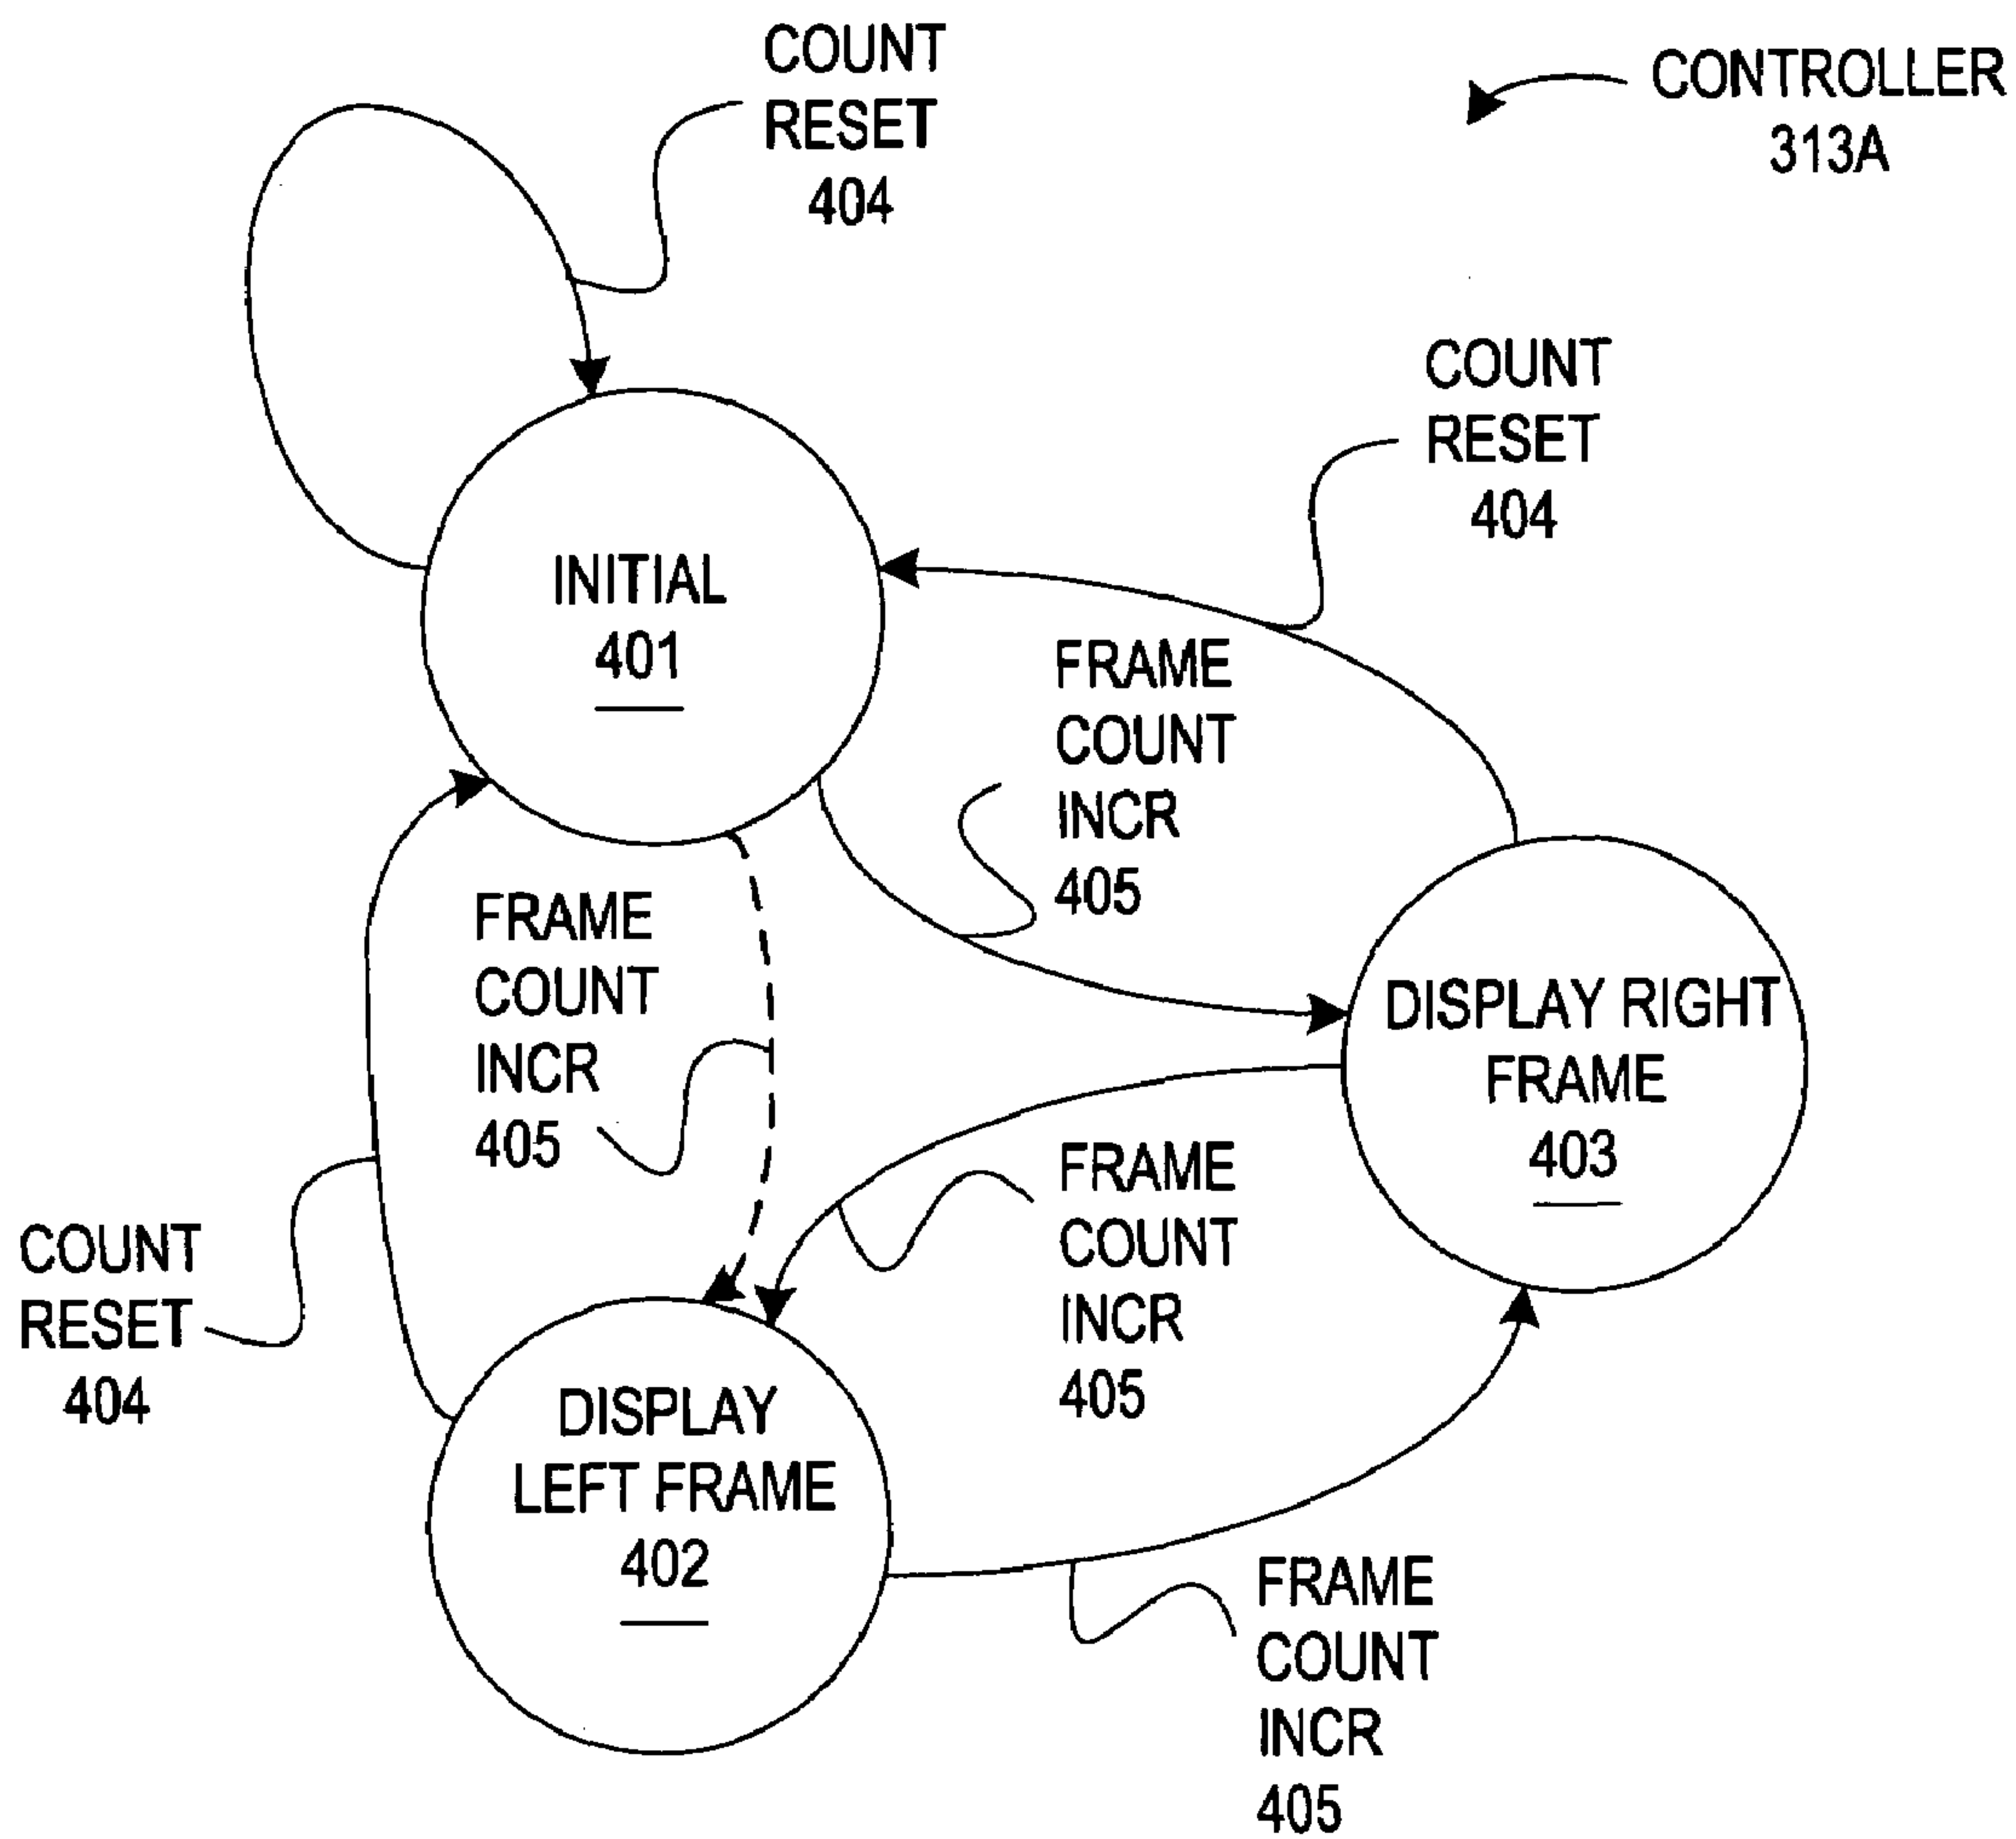 COUNT
RESET
404
CONTROLLER
313A
COUNT
RESET
404
INITIAL
401
FRAME
COUNT
INCR
405
FRAME
COUNT
INCR
405
DISPLAY RIGHT
FRAME
403
FRAME
COUNT
INCR
405
COUNT
RESET
404
DISPLAY
LEFT FRAME
402
FRAME
COUNT
INCR
405